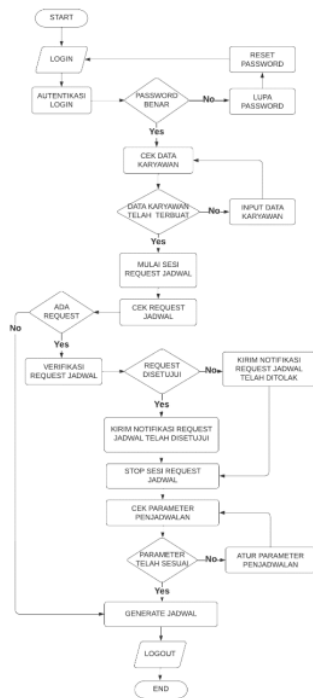 START
LOGIN
RESET
PASSWORD
AUTENTIKASI
LOGIN
PASSWORD
BENAR
No
LUPA
PASSWORD
Yes
CEK DATA
KARYAWAN
DATA KARYAWAN
TELAH TERBUAT
No
INPUT DATA
KARYAWAN
Yes
MULAI SESI
REQUEST JADWAL
ADA
REQUEST
CEK REQUEST
JADWAL
No
Yes
VERIFIKASI
REQUEST JADWAL
REQUEST
DISETUJUI
No
KIRIM NOTIFIKASI
REQUEST JADWAL
TELAH DITOLAK
Yes
KIRIM NOTIFIKASI REQUEST
JADWAL TELAH DISETUJUI
STOP SESI REQUEST
JADWAL
CEK PARAMETER
PENJADWALAN
PARAMETER
TELAH SESUAI
No
ATUR PARAMETER
PENJADWALAN
Yes
GENERATE JADWAL
LOGOUT
END